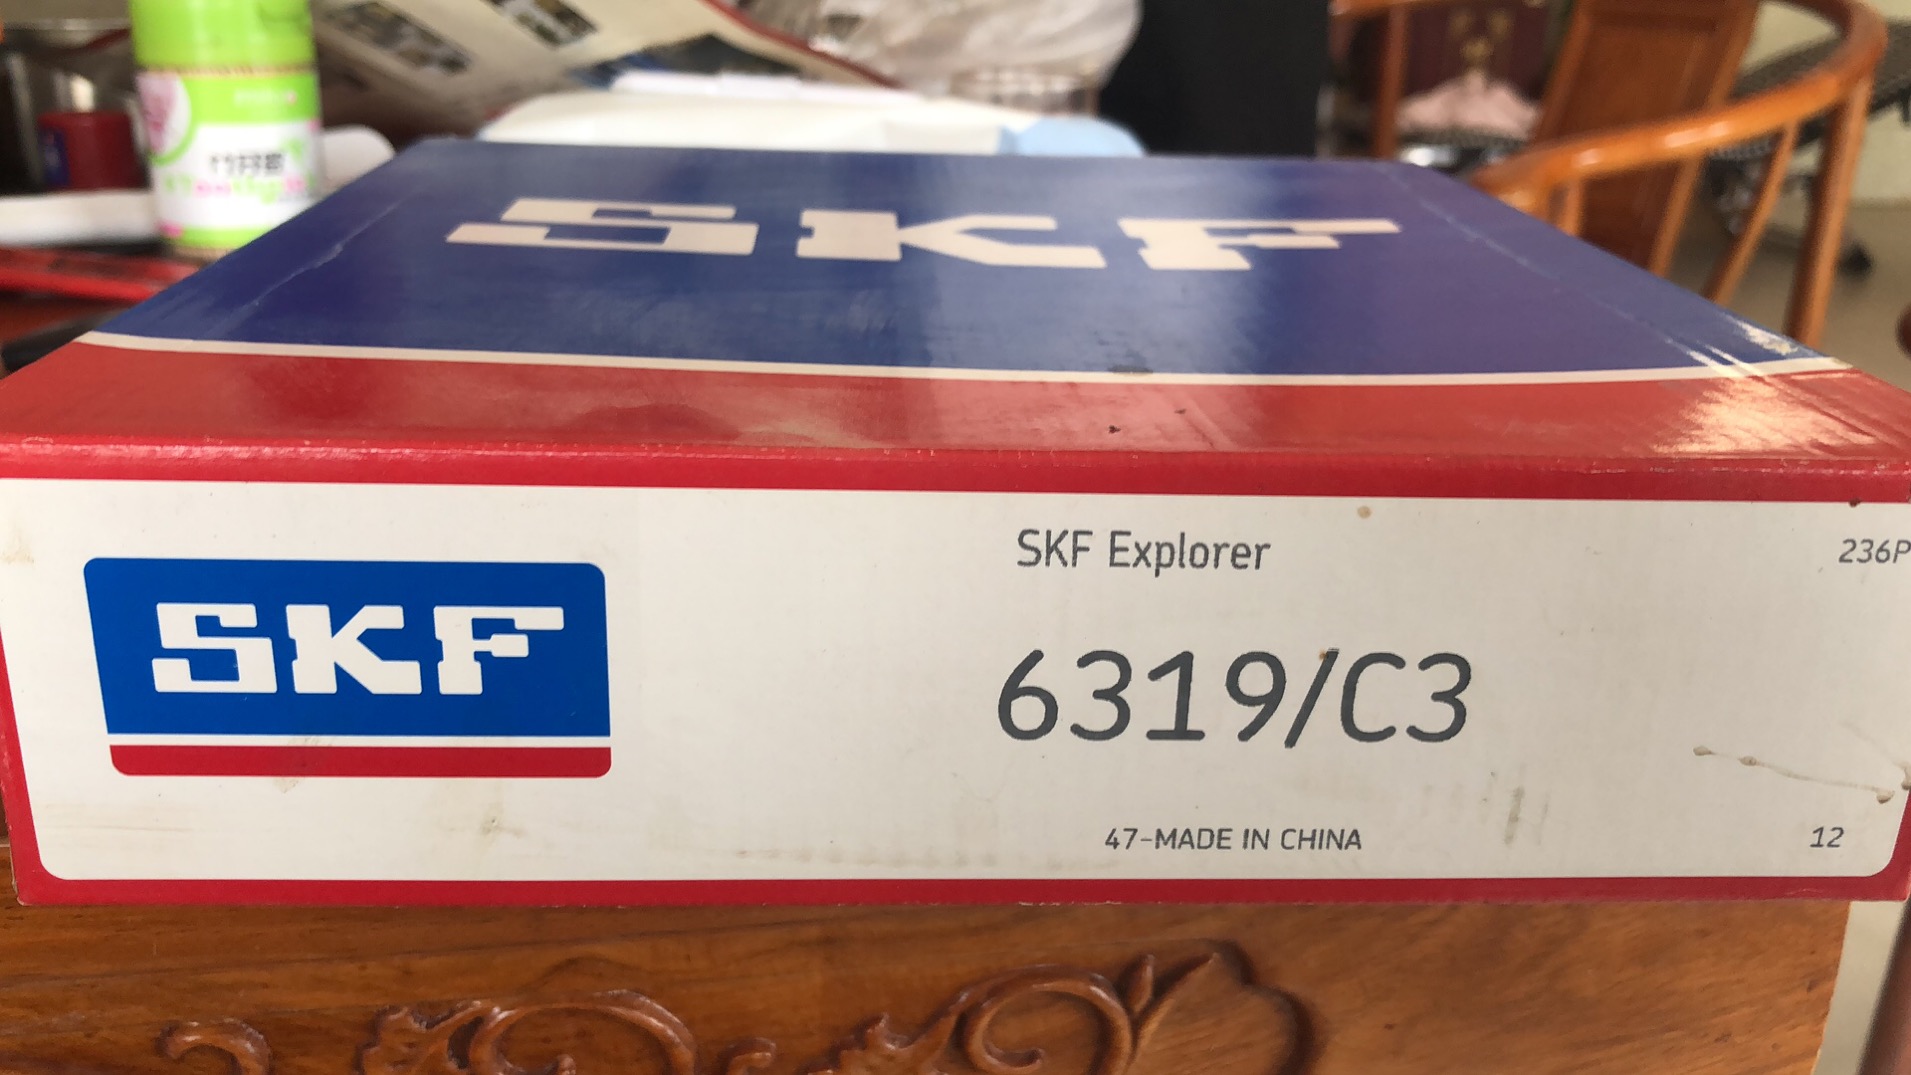 SKF
SKF Explorer
236P
SKF
6319/C3
47-MADE IN CHINA
12